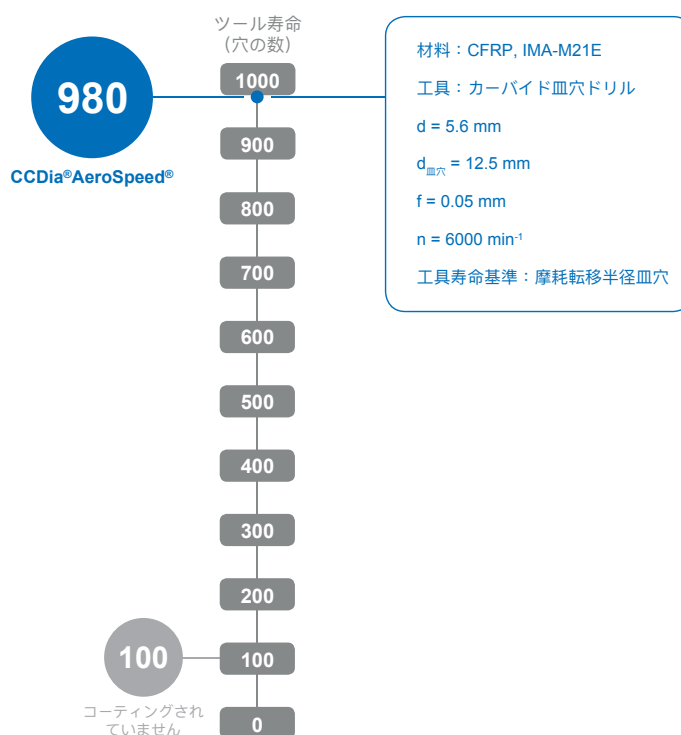 ツール寿命
（穴の数）
1000
980
CCDia®AeroSpeed®
900
800
700
600
500
400
300
200
100
100
コーティングされ
ていません
0
材料：CFRP, IMA-M21E
工具：カーバイド皿穴ドリル
d = 5.6 mm
d皿穴 = 12.5 mm
f = 0.05 mm
n = 6000 min-1
工具寿命基準：摩耗転移半径皿穴